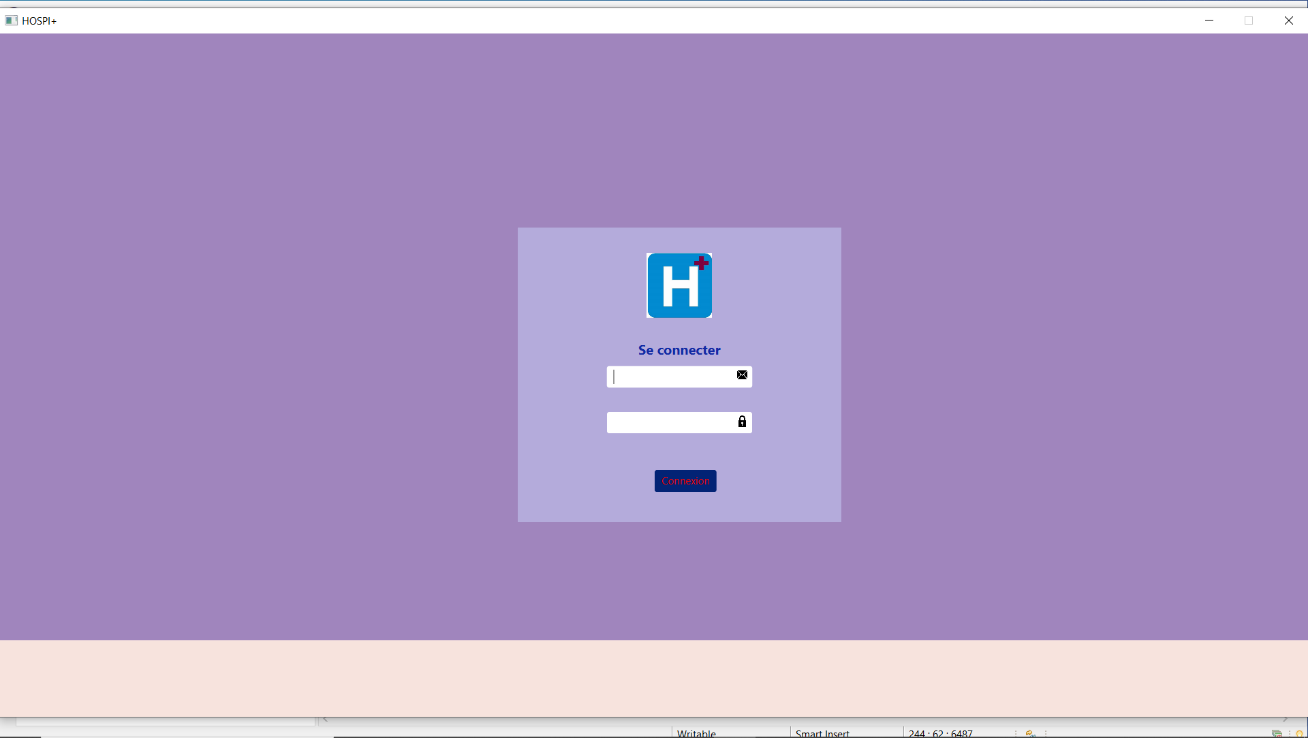 HOSPI+
H+
Se connecter
Connexion
Writable
Smart Insert
244 : 62 : 6487